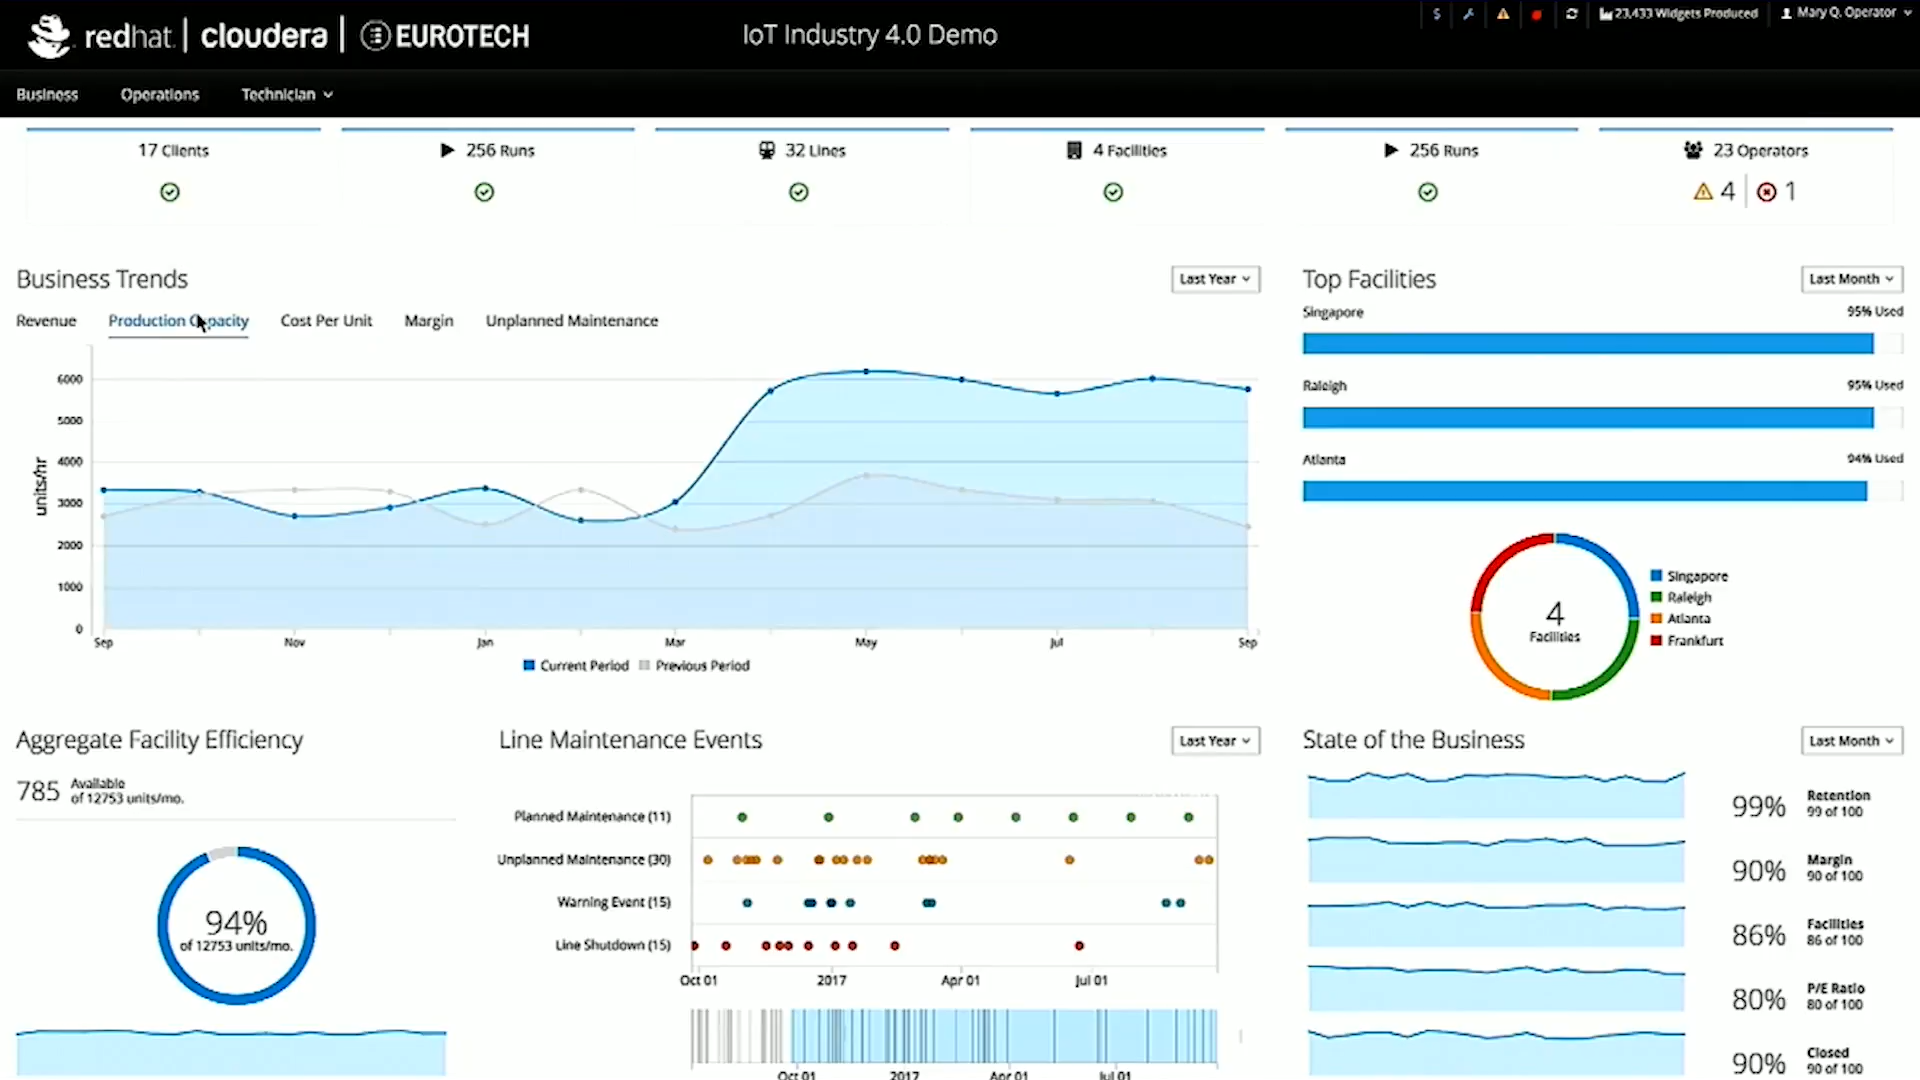 redhat. | cloudera | EUROTECH
IoT Industry 4.0 Demo
$ 23,433 Widgets Produced Mary Q. Operator
Business Operations Technician
17 Clients
256 Runs
32 Lines
4 Facilities
256 Runs
23 Operators
4 | 1
Business Trends
Last Year
Revenue Production Capacity Cost Per Unit Margin Unplanned Maintenance
units/hr
6000
5000
4000
3000
2000
1000
0
Sep Nov Jan Mar May Jul Sep
Current Period Previous Period
Top Facilities
Last Month
Singapore 95% Used
Raleigh 95% Used
Atlanta 94% Used
4
Facilities
Singapore
Raleigh
Atlanta
Frankfurt
Aggregate Facility Efficiency
785 Available
of 12753 units/mo.
94%
of 12753 units/mo.
Line Maintenance Events
Last Year
Planned Maintenance (11)
Unplanned Maintenance (30)
Warning Event (15)
Line Shutdown (15)
Oct 01 2017 Apr 01 Jul 01
Oct 01 2017 Apr 01 Jul 01
State of the Business
Last Month
99% Retention
99 of 100
90% Margin
90 of 100
86% Facilities
86 of 100
80% P/E Ratio
80 of 100
90% Closed
90 of 100